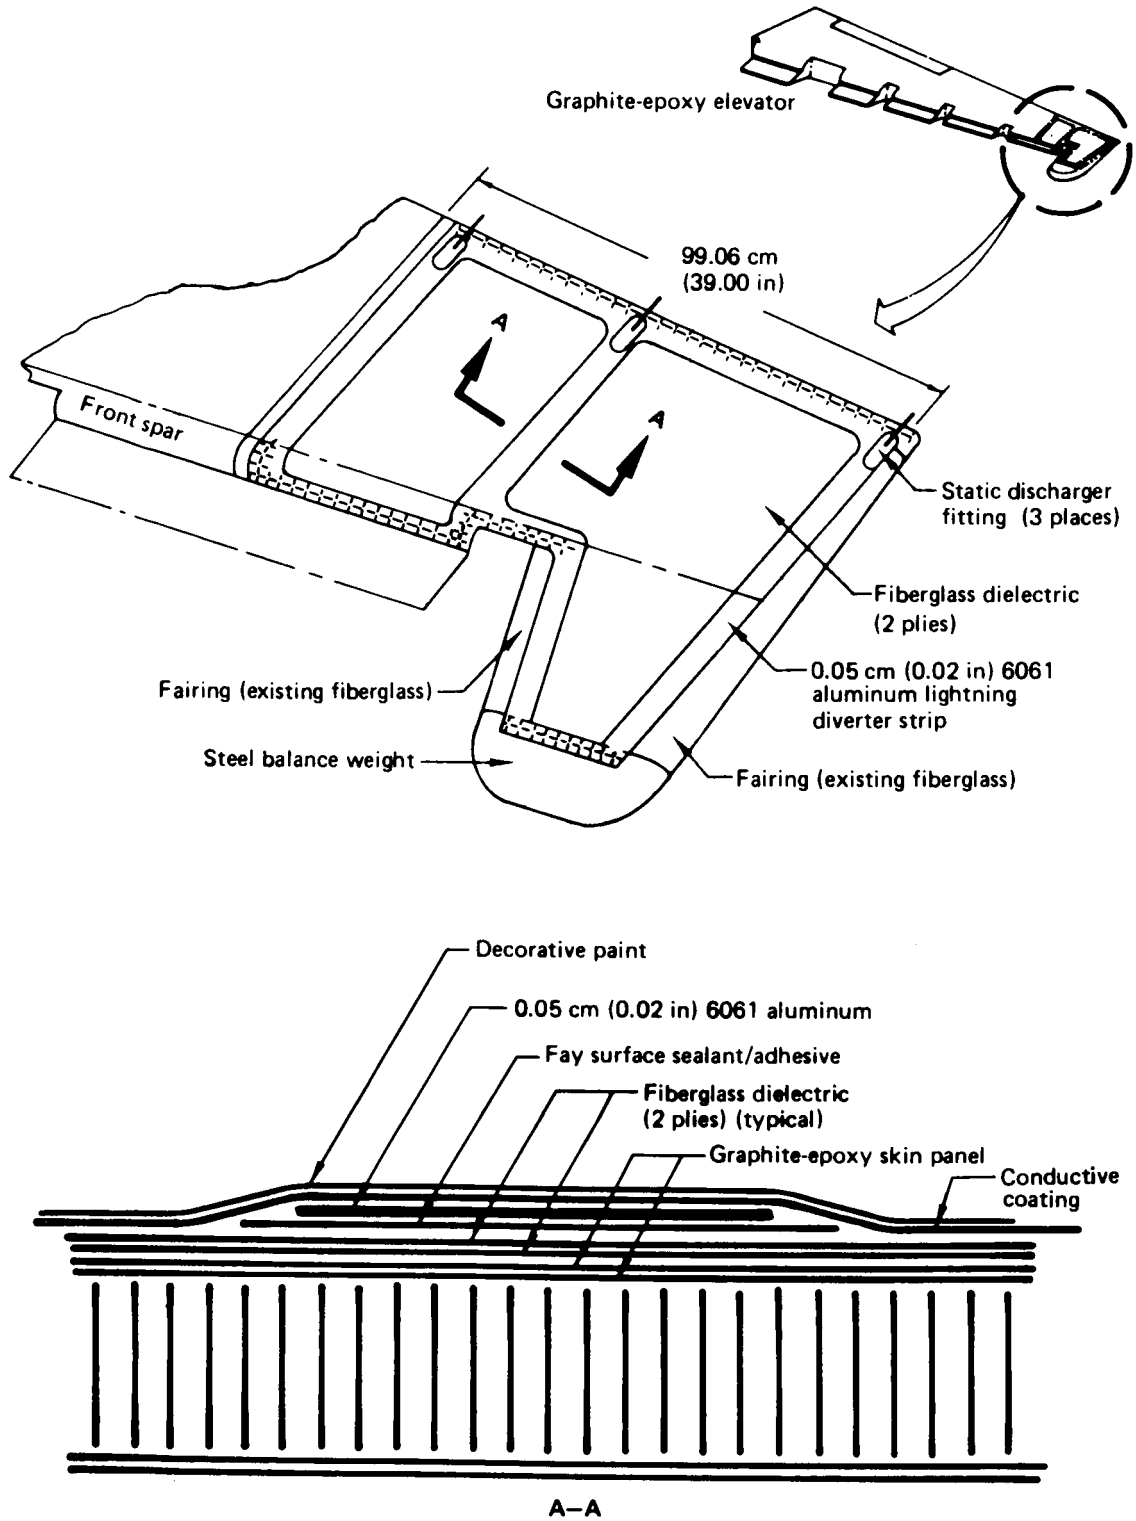 Graphite-epoxy elevator
99.06 cm
(39.00 in)
A
A
Front spar
Static discharger
fitting (3 places)
Fiberglass dielectric
(2 plies)
0.05 cm (0.02 in) 6061
aluminum lightning
diverter strip
Fairing (existing fiberglass)
Steel balance weight
Fairing (existing fiberglass)
Decorative paint
0.05 cm (0.02 in) 6061 aluminum
Fay surface sealant/adhesive
Fiberglass dielectric
(2 plies) (typical)
Graphite-epoxy skin panel
Conductive
coating
A–A